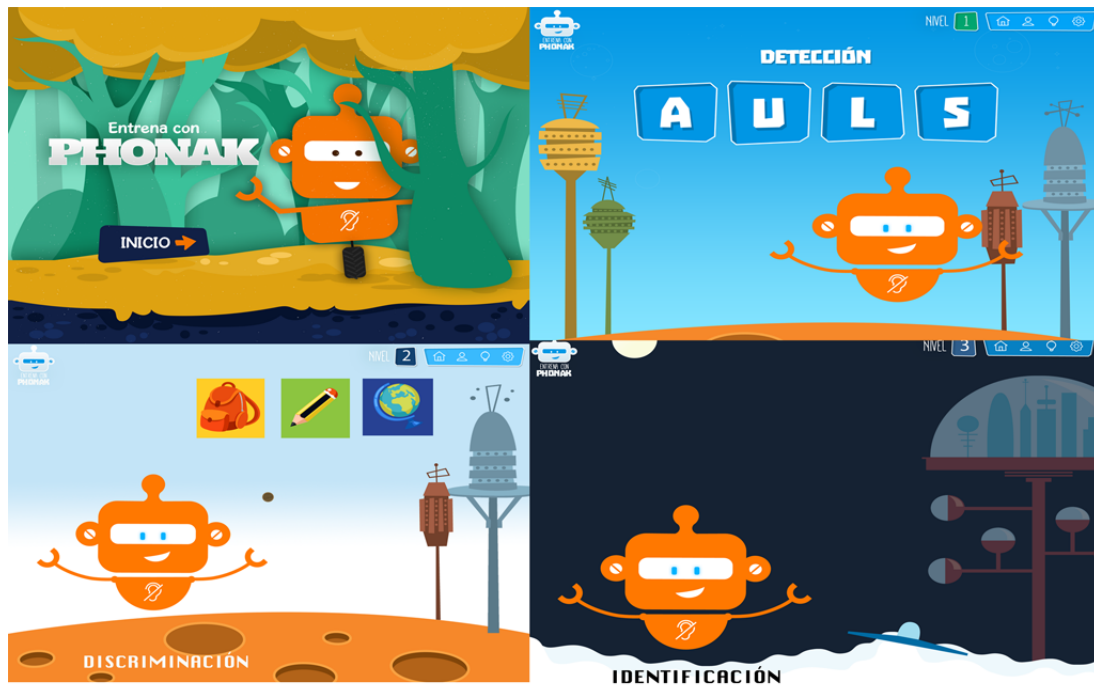 Entrena con
PHONAK
INICIO
ENTRENA CON
PHONAK
NIVEL 1
DETECCIÓN
A U L S
PHONAK
NIVEL 2
DISCRIMINACIÓN
ENTRENA CON
PHONAK
NIVEL 3
IDENTIFICACIÓN